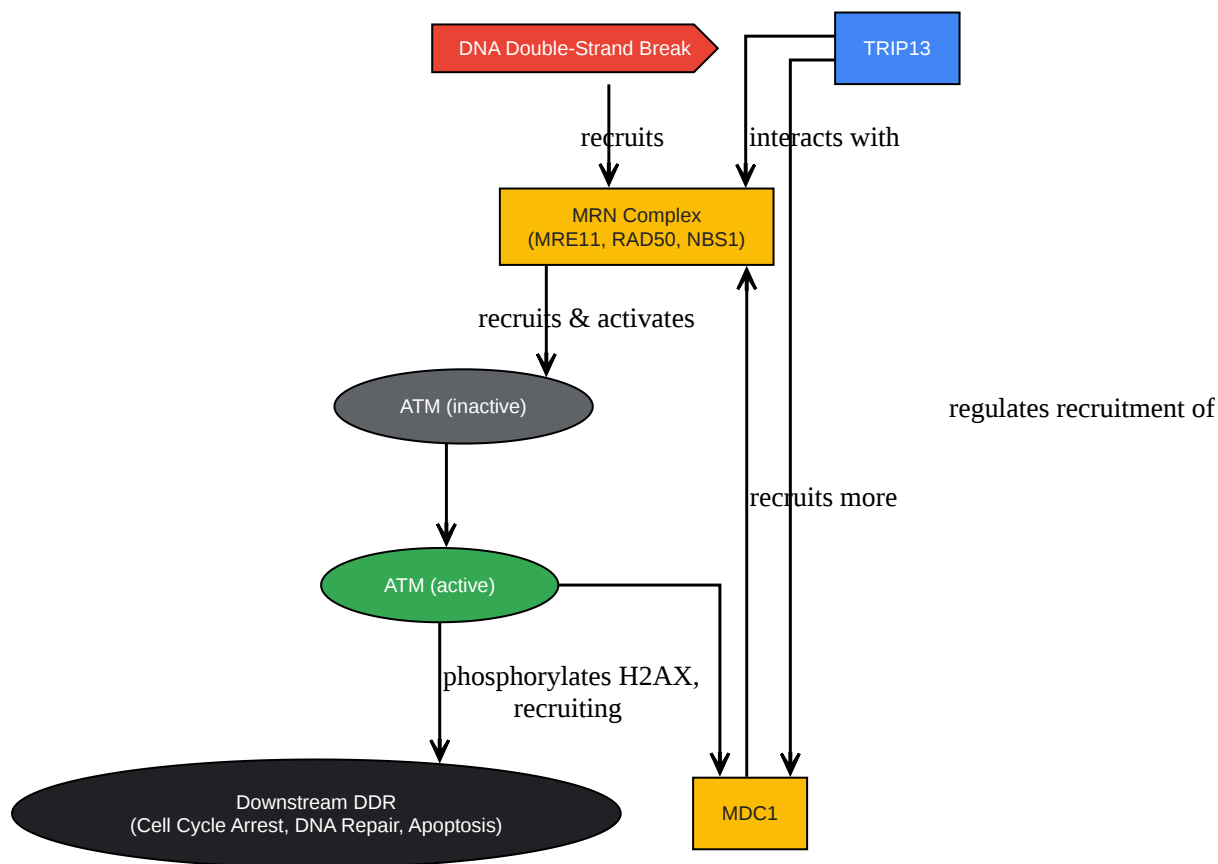 DNA Double-Strand Break
TRIP13
recruits
interacts with
MRN Complex
(MRE11, RAD50, NBS1)
recruits & activates
ATM (inactive)
regulates recruitment of
recruits more
ATM (active)
phosphorylates H2AX,
recruiting
Downstream DDR
(Cell Cycle Arrest, DNA Repair, Apoptosis)
MDC1